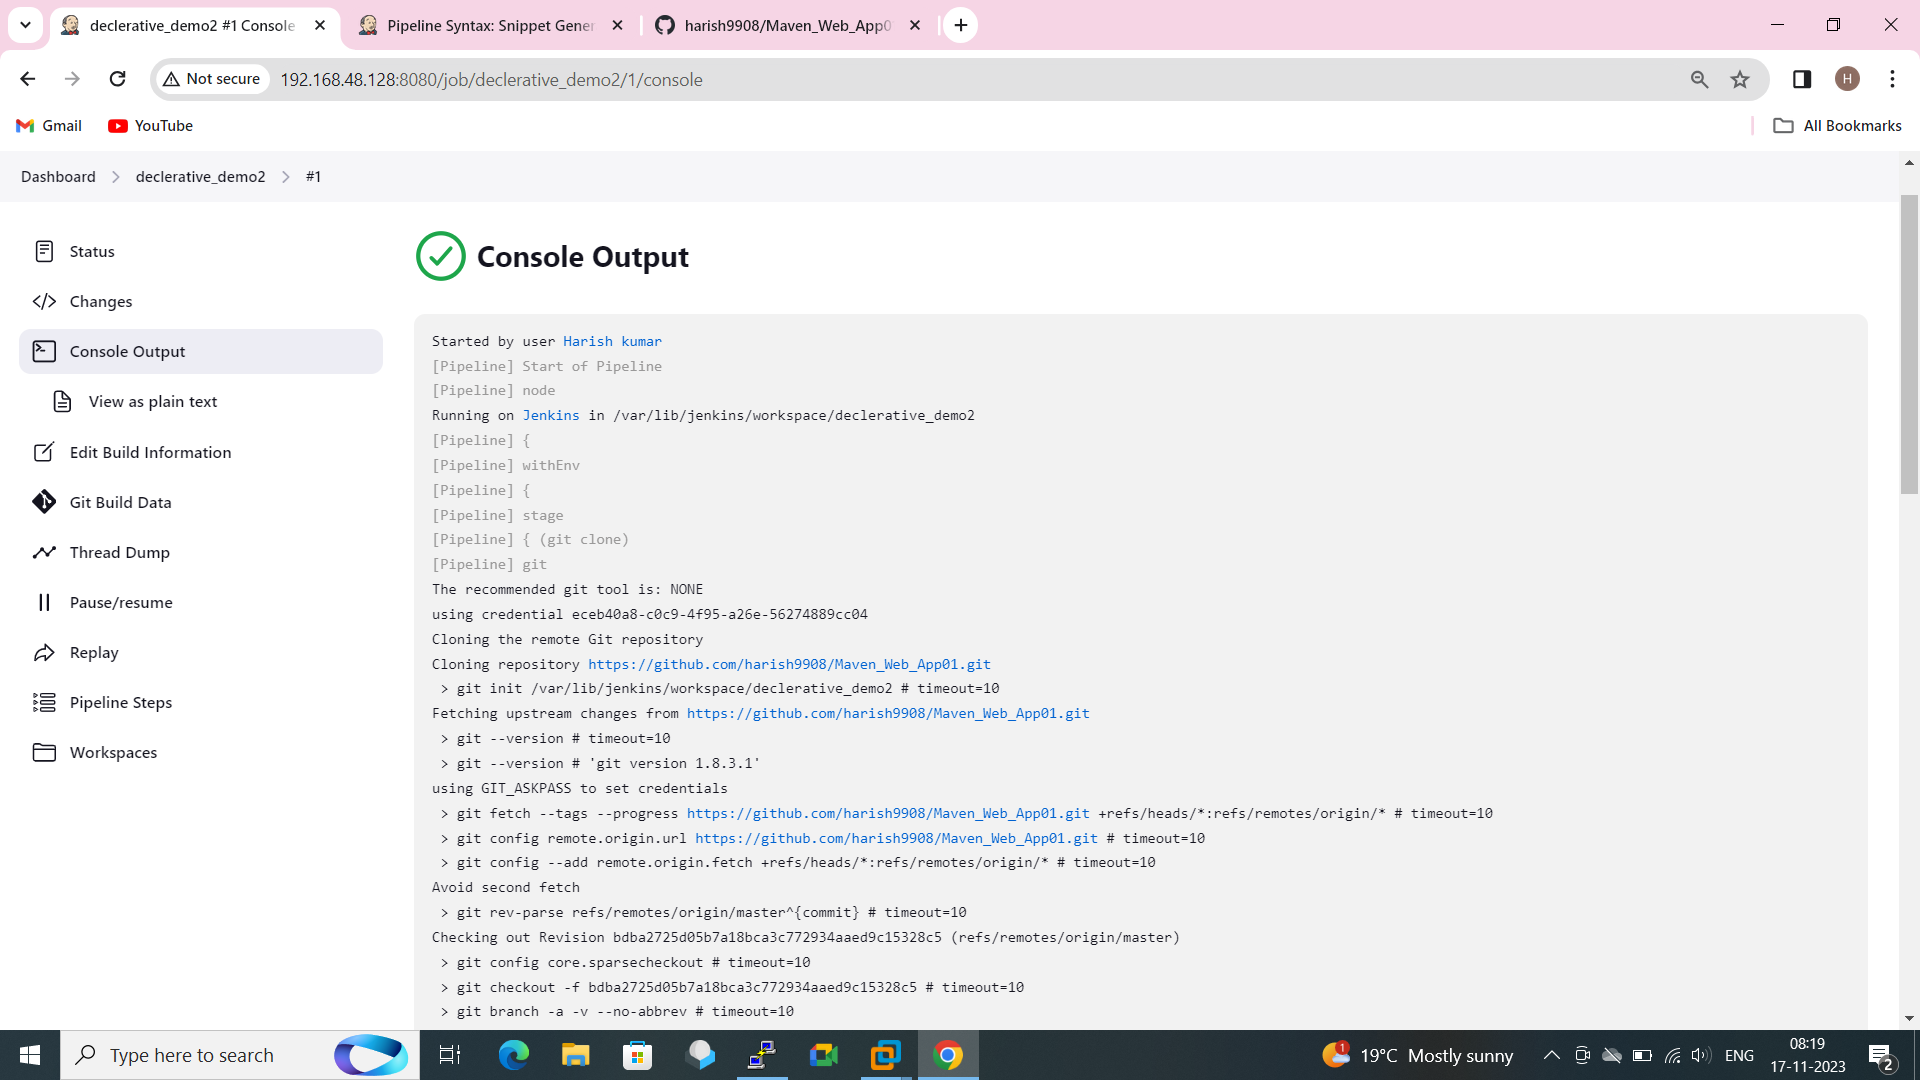 declerative_demo2 #1 Console
Pipeline Syntax: Snippet Gener
harish9908/Maven_Web_App0
Not secure
192.168.48.128:8080/job/declerative_demo2/1/console
H
Gmail
YouTube
All Bookmarks
Dashboard
declerative_demo2
#1
Status
Changes
Console Output
View as plain text
Edit Build Information
Git Build Data
Thread Dump
Pause/resume
Replay
Pipeline Steps
Workspaces
Console Output
Started by user Harish kumar
[Pipeline] Start of Pipeline
[Pipeline] node
Running on Jenkins in /var/lib/jenkins/workspace/declerative_demo2
[Pipeline] {
[Pipeline] withEnv
[Pipeline] {
[Pipeline] stage
[Pipeline] { (git clone)
[Pipeline] git
The recommended git tool is: NONE
using credential eceb40a8-c0c9-4f95-a26e-56274889cc04
Cloning the remote Git repository
Cloning repository https://github.com/harish9908/Maven_Web_App01.git
> git init /var/lib/jenkins/workspace/declerative_demo2 # timeout=10
Fetching upstream changes from https://github.com/harish9908/Maven_Web_App01.git
> git --version # timeout=10
> git --version # 'git version 1.8.3.1'
using GIT_ASKPASS to set credentials
> git fetch --tags --progress https://github.com/harish9908/Maven_Web_App01.git +refs/heads/*:refs/remotes/origin/* # timeout=10
> git config remote.origin.url https://github.com/harish9908/Maven_Web_App01.git # timeout=10
> git config --add remote.origin.fetch +refs/heads/*:refs/remotes/origin/* # timeout=10
Avoid second fetch
> git rev-parse refs/remotes/origin/master^{commit} # timeout=10
Checking out Revision bdba2725d05b7a18bca3c772934aaed9c15328c5 (refs/remotes/origin/master)
> git config core.sparsecheckout # timeout=10
> git checkout -f bdba2725d05b7a18bca3c772934aaed9c15328c5 # timeout=10
> git branch -a -v --no-abbrev # timeout=10
Type here to search
1
19°C Mostly sunny
ENG
08:19
17-11-2023
2